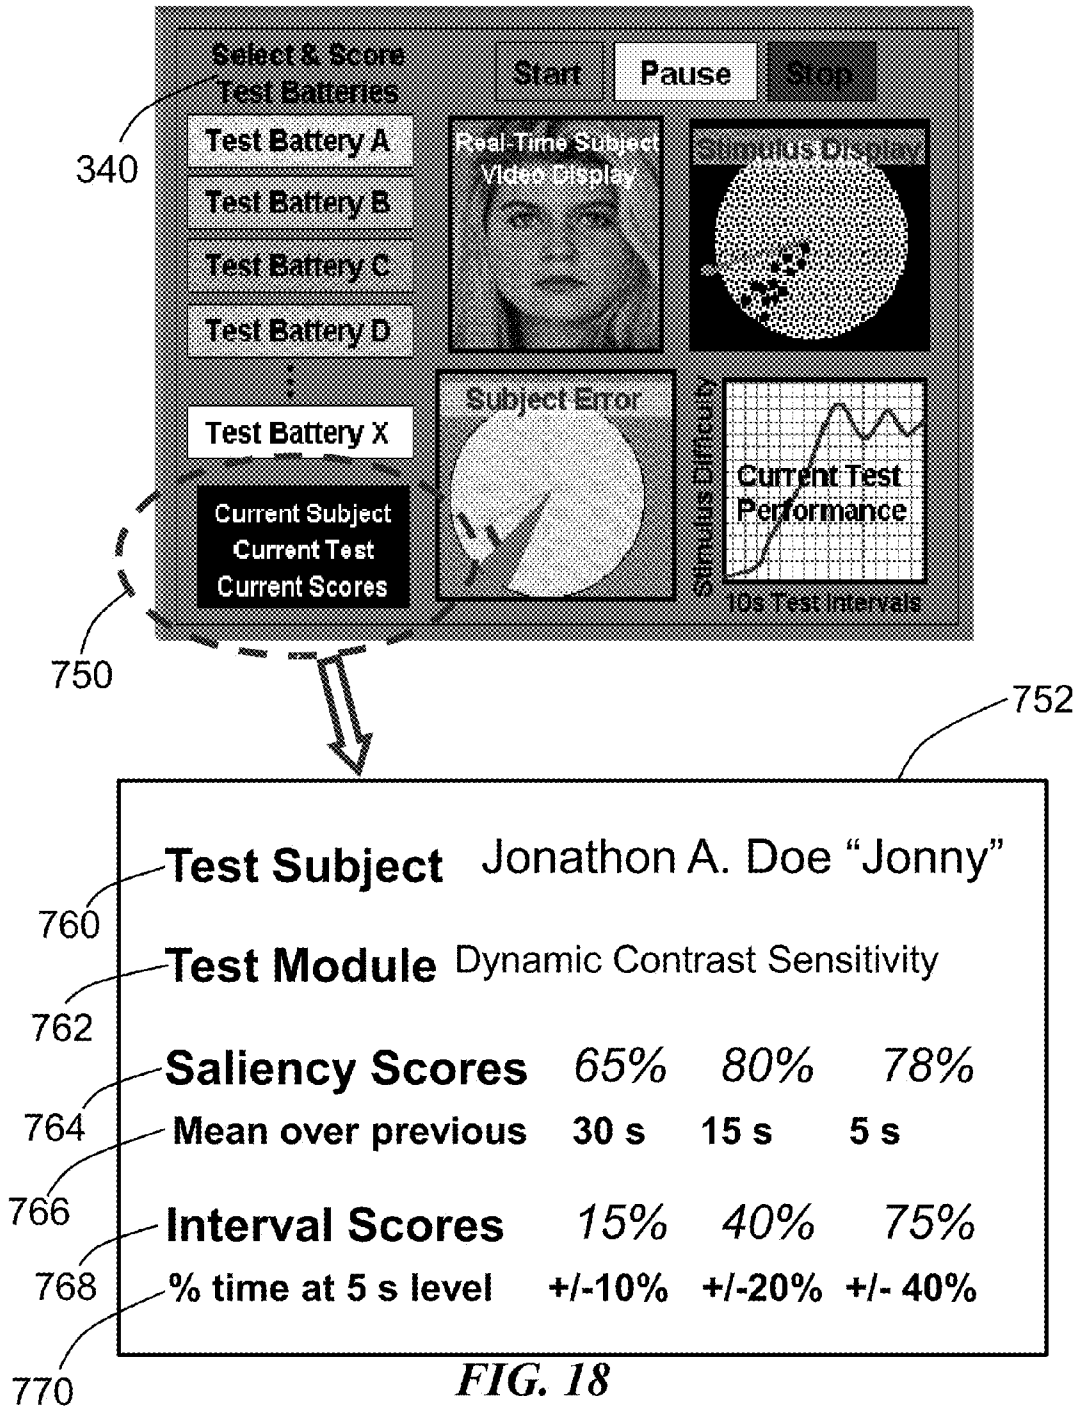 Select & Score
Test Batteries
Start
Pause
Stop
340
Test Battery A
Test Battery B
Test Battery C
Test Battery D
Test Battery X
Real-Time Subject
Video Display
Stimulus Display
Subject Error
Stimulus Difficulty
Current Test
Performance
10s Test Intervals
Current Subject
Current Test
Current Scores
750
752
Test Subject Jonathon A. Doe “Jonny”
760
Test Module Dynamic Contrast Sensitivity
762
Saliency Scores 65% 80% 78%
764
Mean over previous 30 s 15 s 5 s
766
Interval Scores 15% 40% 75%
768
% time at 5 s level +/-10% +/-20% +/- 40%
770
FIG. 18